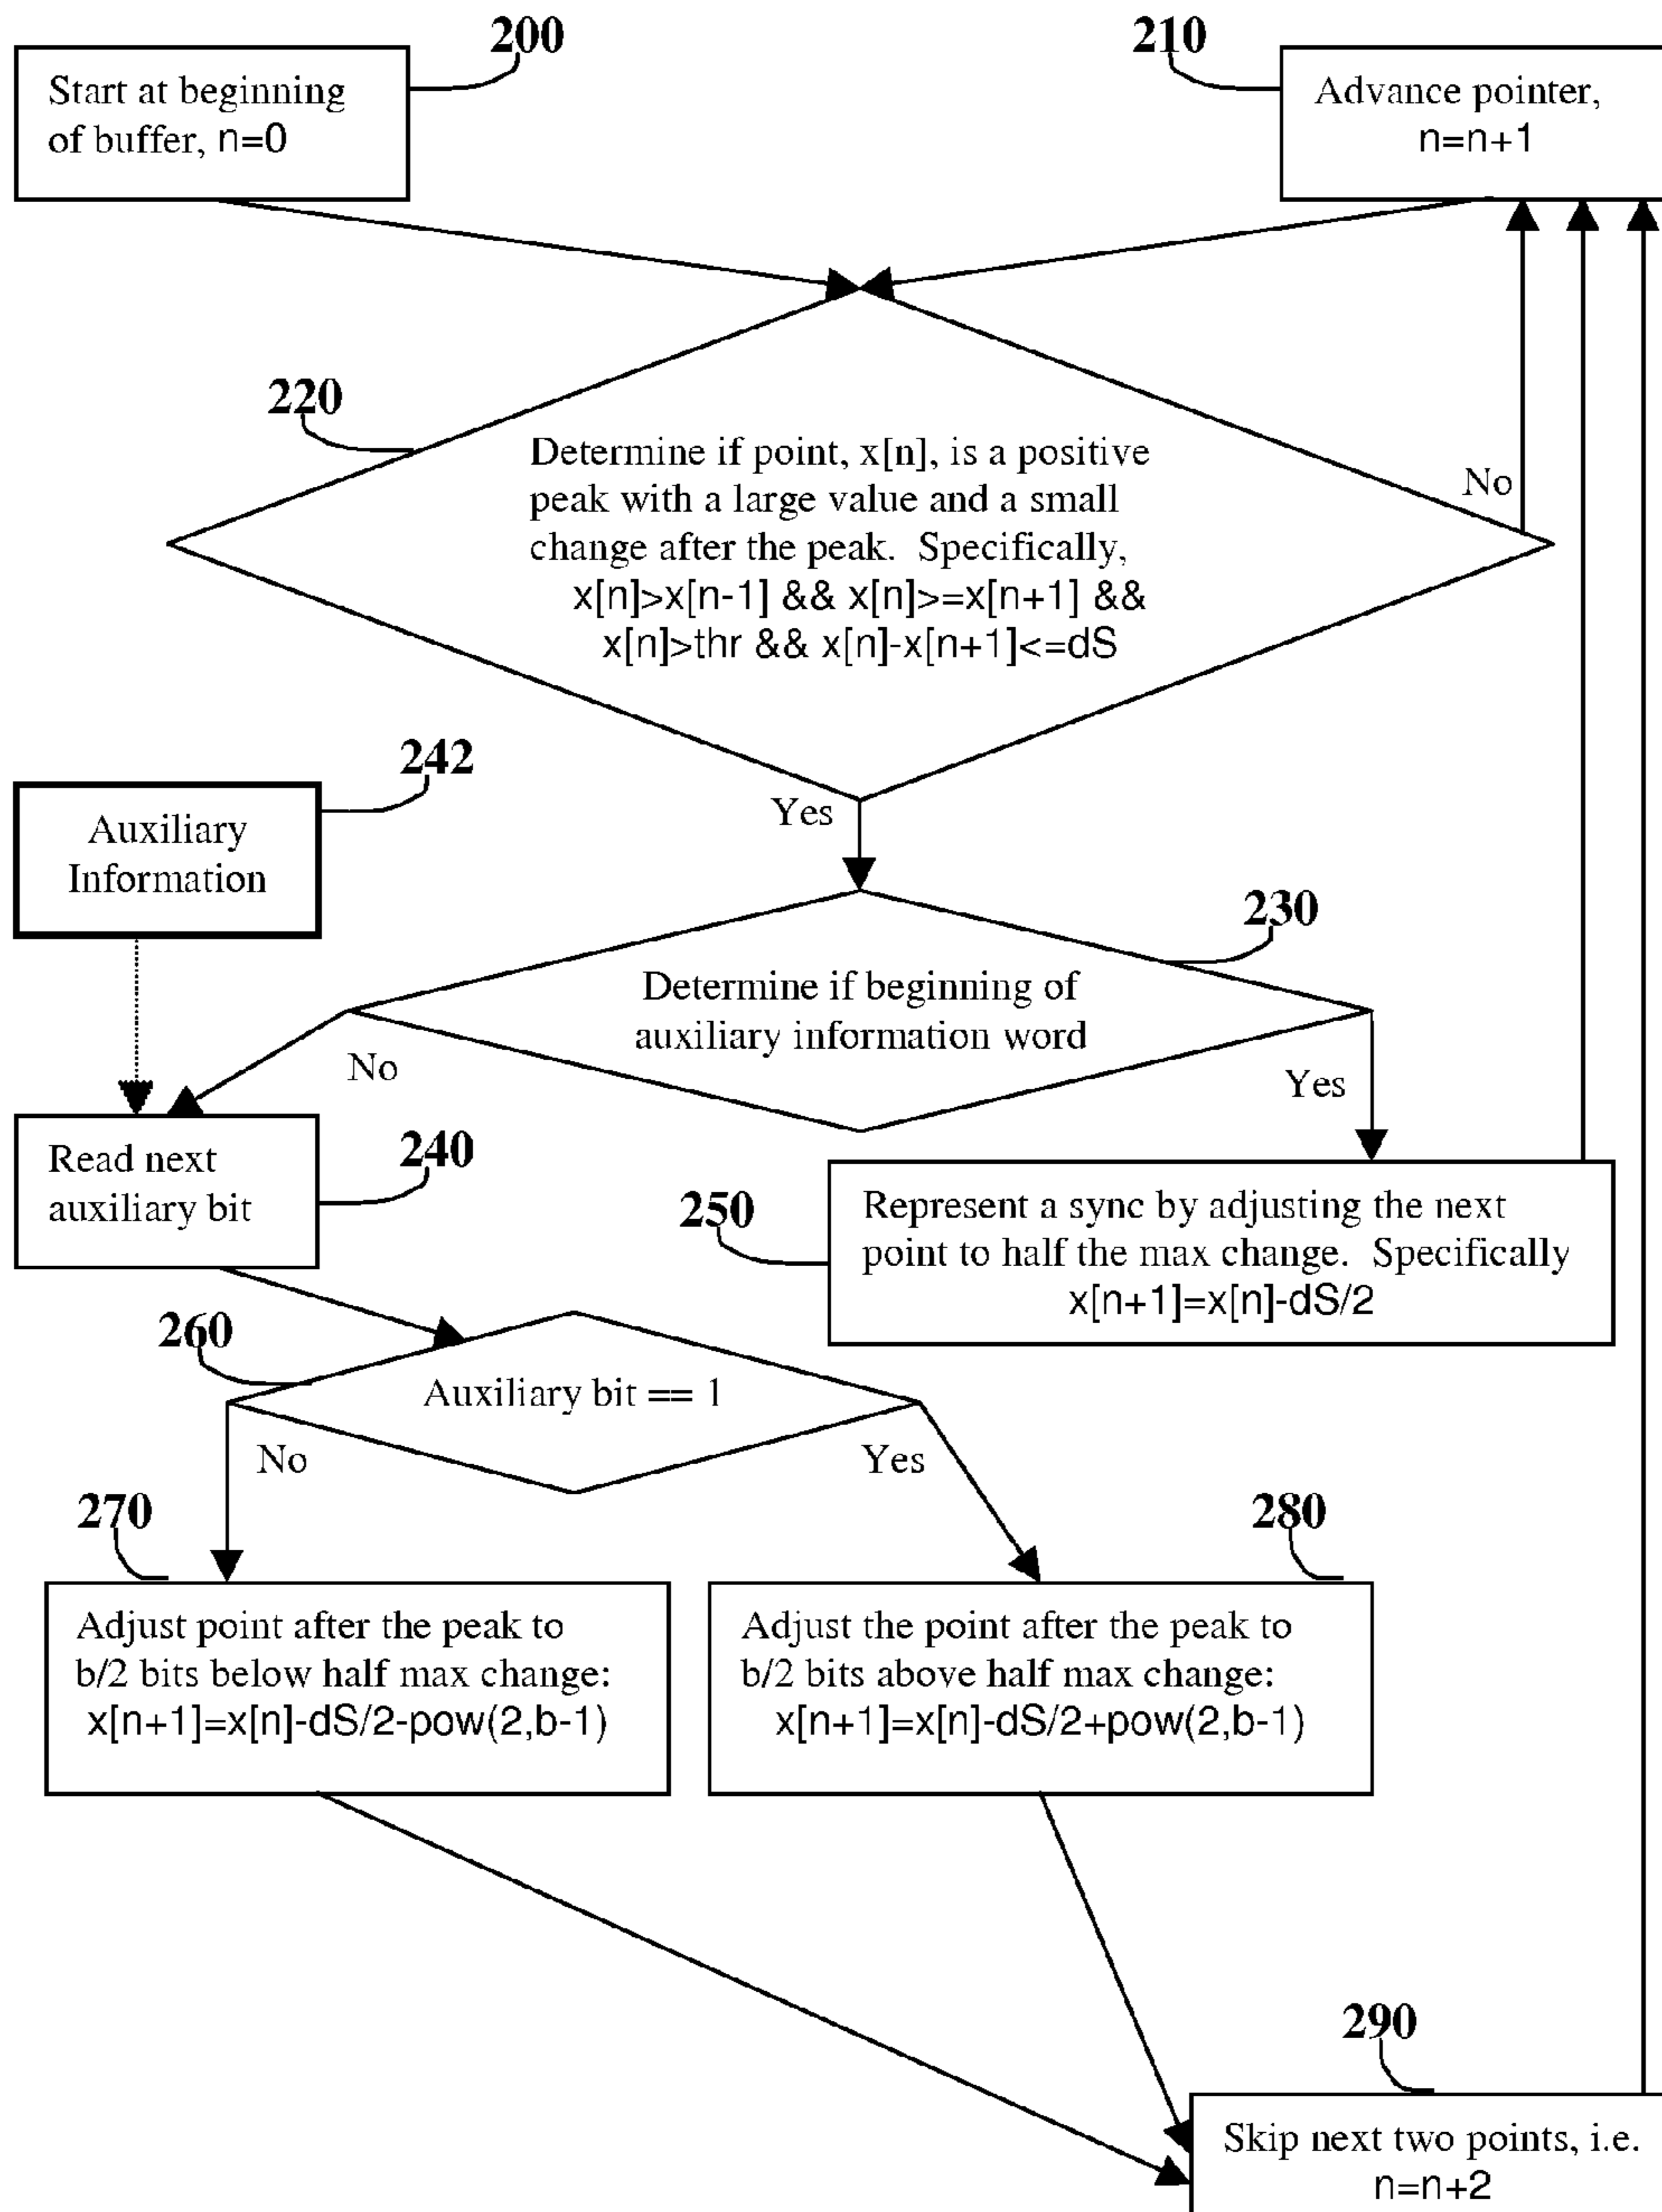 200
Start at beginning
of buffer, n=0
210
Advance pointer,
n=n+1
220
Determine if point, x[n], is a positive
peak with a large value and a small
change after the peak. Specifically,
x[n]>x[n-1] && x[n]>=x[n+1] &&
x[n]>thr && x[n]-x[n+1]<=dS
No
Yes
242
Auxiliary
Information
230
Determine if beginning of
auxiliary information word
No
Yes
240
Read next
auxiliary bit
250
Represent a sync by adjusting the next
point to half the max change. Specifically
x[n+1]=x[n]-dS/2
260
Auxiliary bit == 1
No
Yes
270
Adjust point after the peak to
b/2 bits below half max change:
x[n+1]=x[n]-dS/2-pow(2,b-1)
280
Adjust the point after the peak to
b/2 bits above half max change:
x[n+1]=x[n]-dS/2+pow(2,b-1)
290
Skip next two points, i.e.
n=n+2